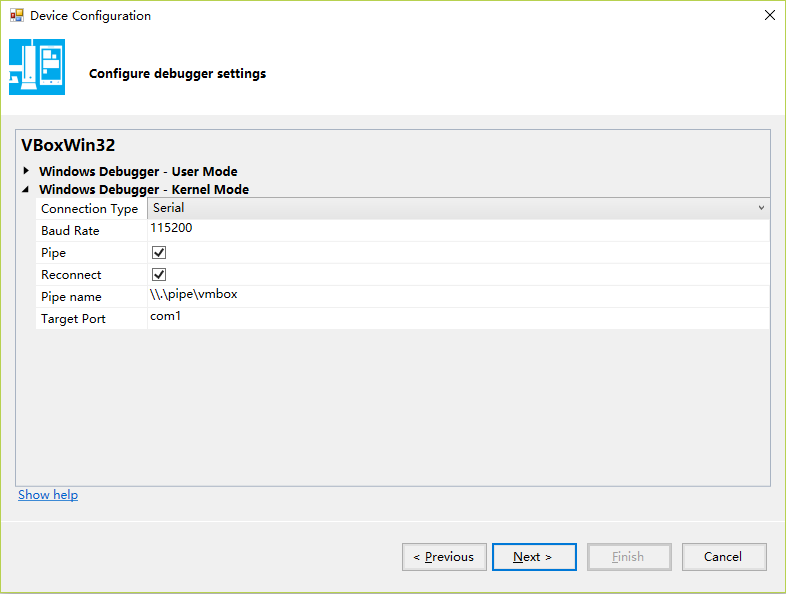 Device Configuration
Configure debugger settings
VBoxWin32
Windows Debugger - User Mode
Windows Debugger - Kernel Mode
Connection Type Serial
Baud Rate 115200
Pipe
Reconnect
Pipe name \\.\pipe\vmbox
Target Port com1
Show help
< Previous Next > Finish Cancel